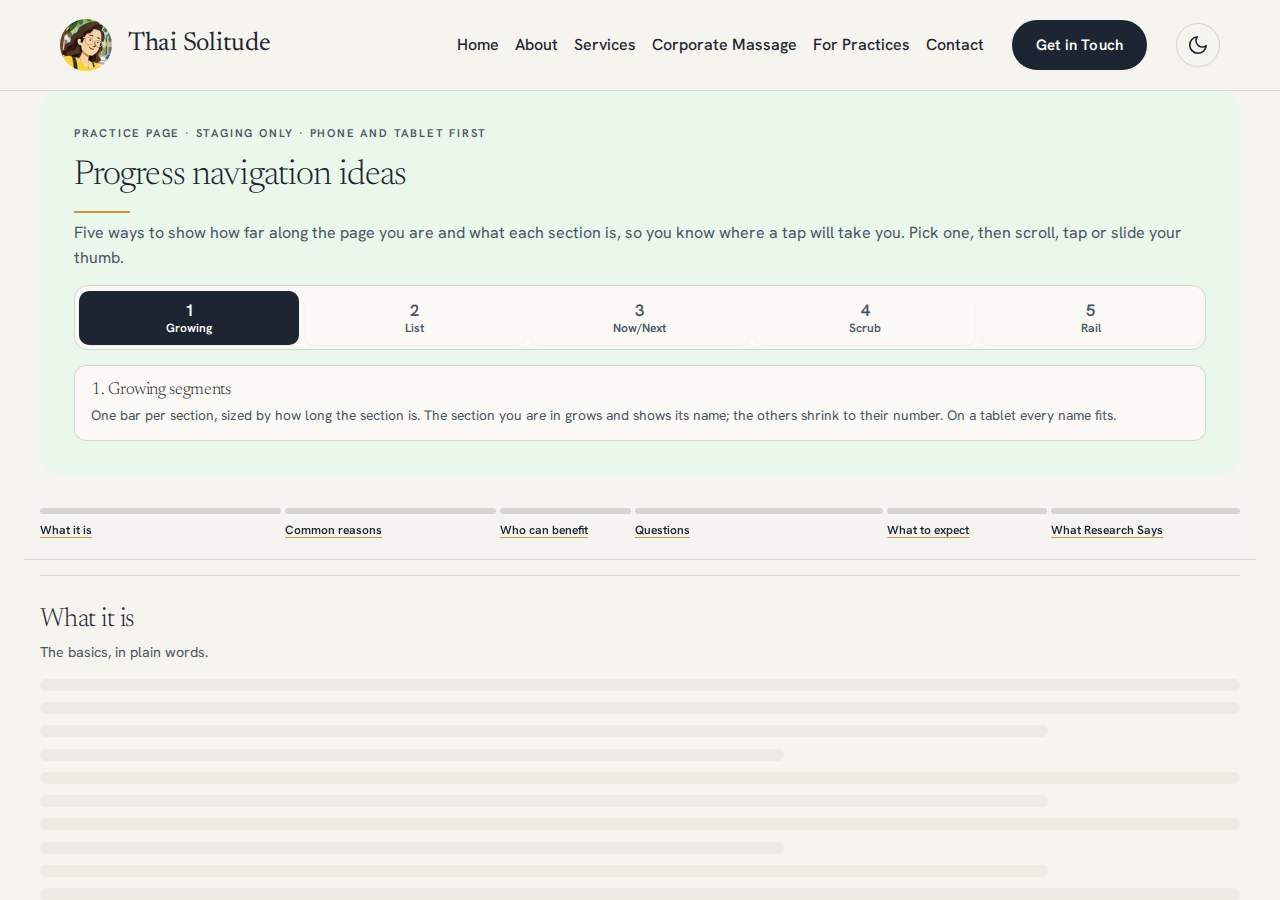 Thai Solitude
Home About Services Corporate Massage For Practices Contact Get in Touch
PRACTICE PAGE · STAGING ONLY · PHONE AND TABLET FIRST
Progress navigation ideas
Five ways to show how far along the page you are and what each section is, so you know where a tap will take you. Pick one, then scroll, tap or slide your
thumb.
1 2 3 4 5
Growing List Now/Next Scrub Rail
1. Growing segments
One bar per section, sized by how long the section is. The section you are in grows and shows its name; the others shrink to their number. On a tablet every name fits.
What it is Common reasons Who can benefit Questions What to expect What Research Says
What it is
The basics, in plain words.